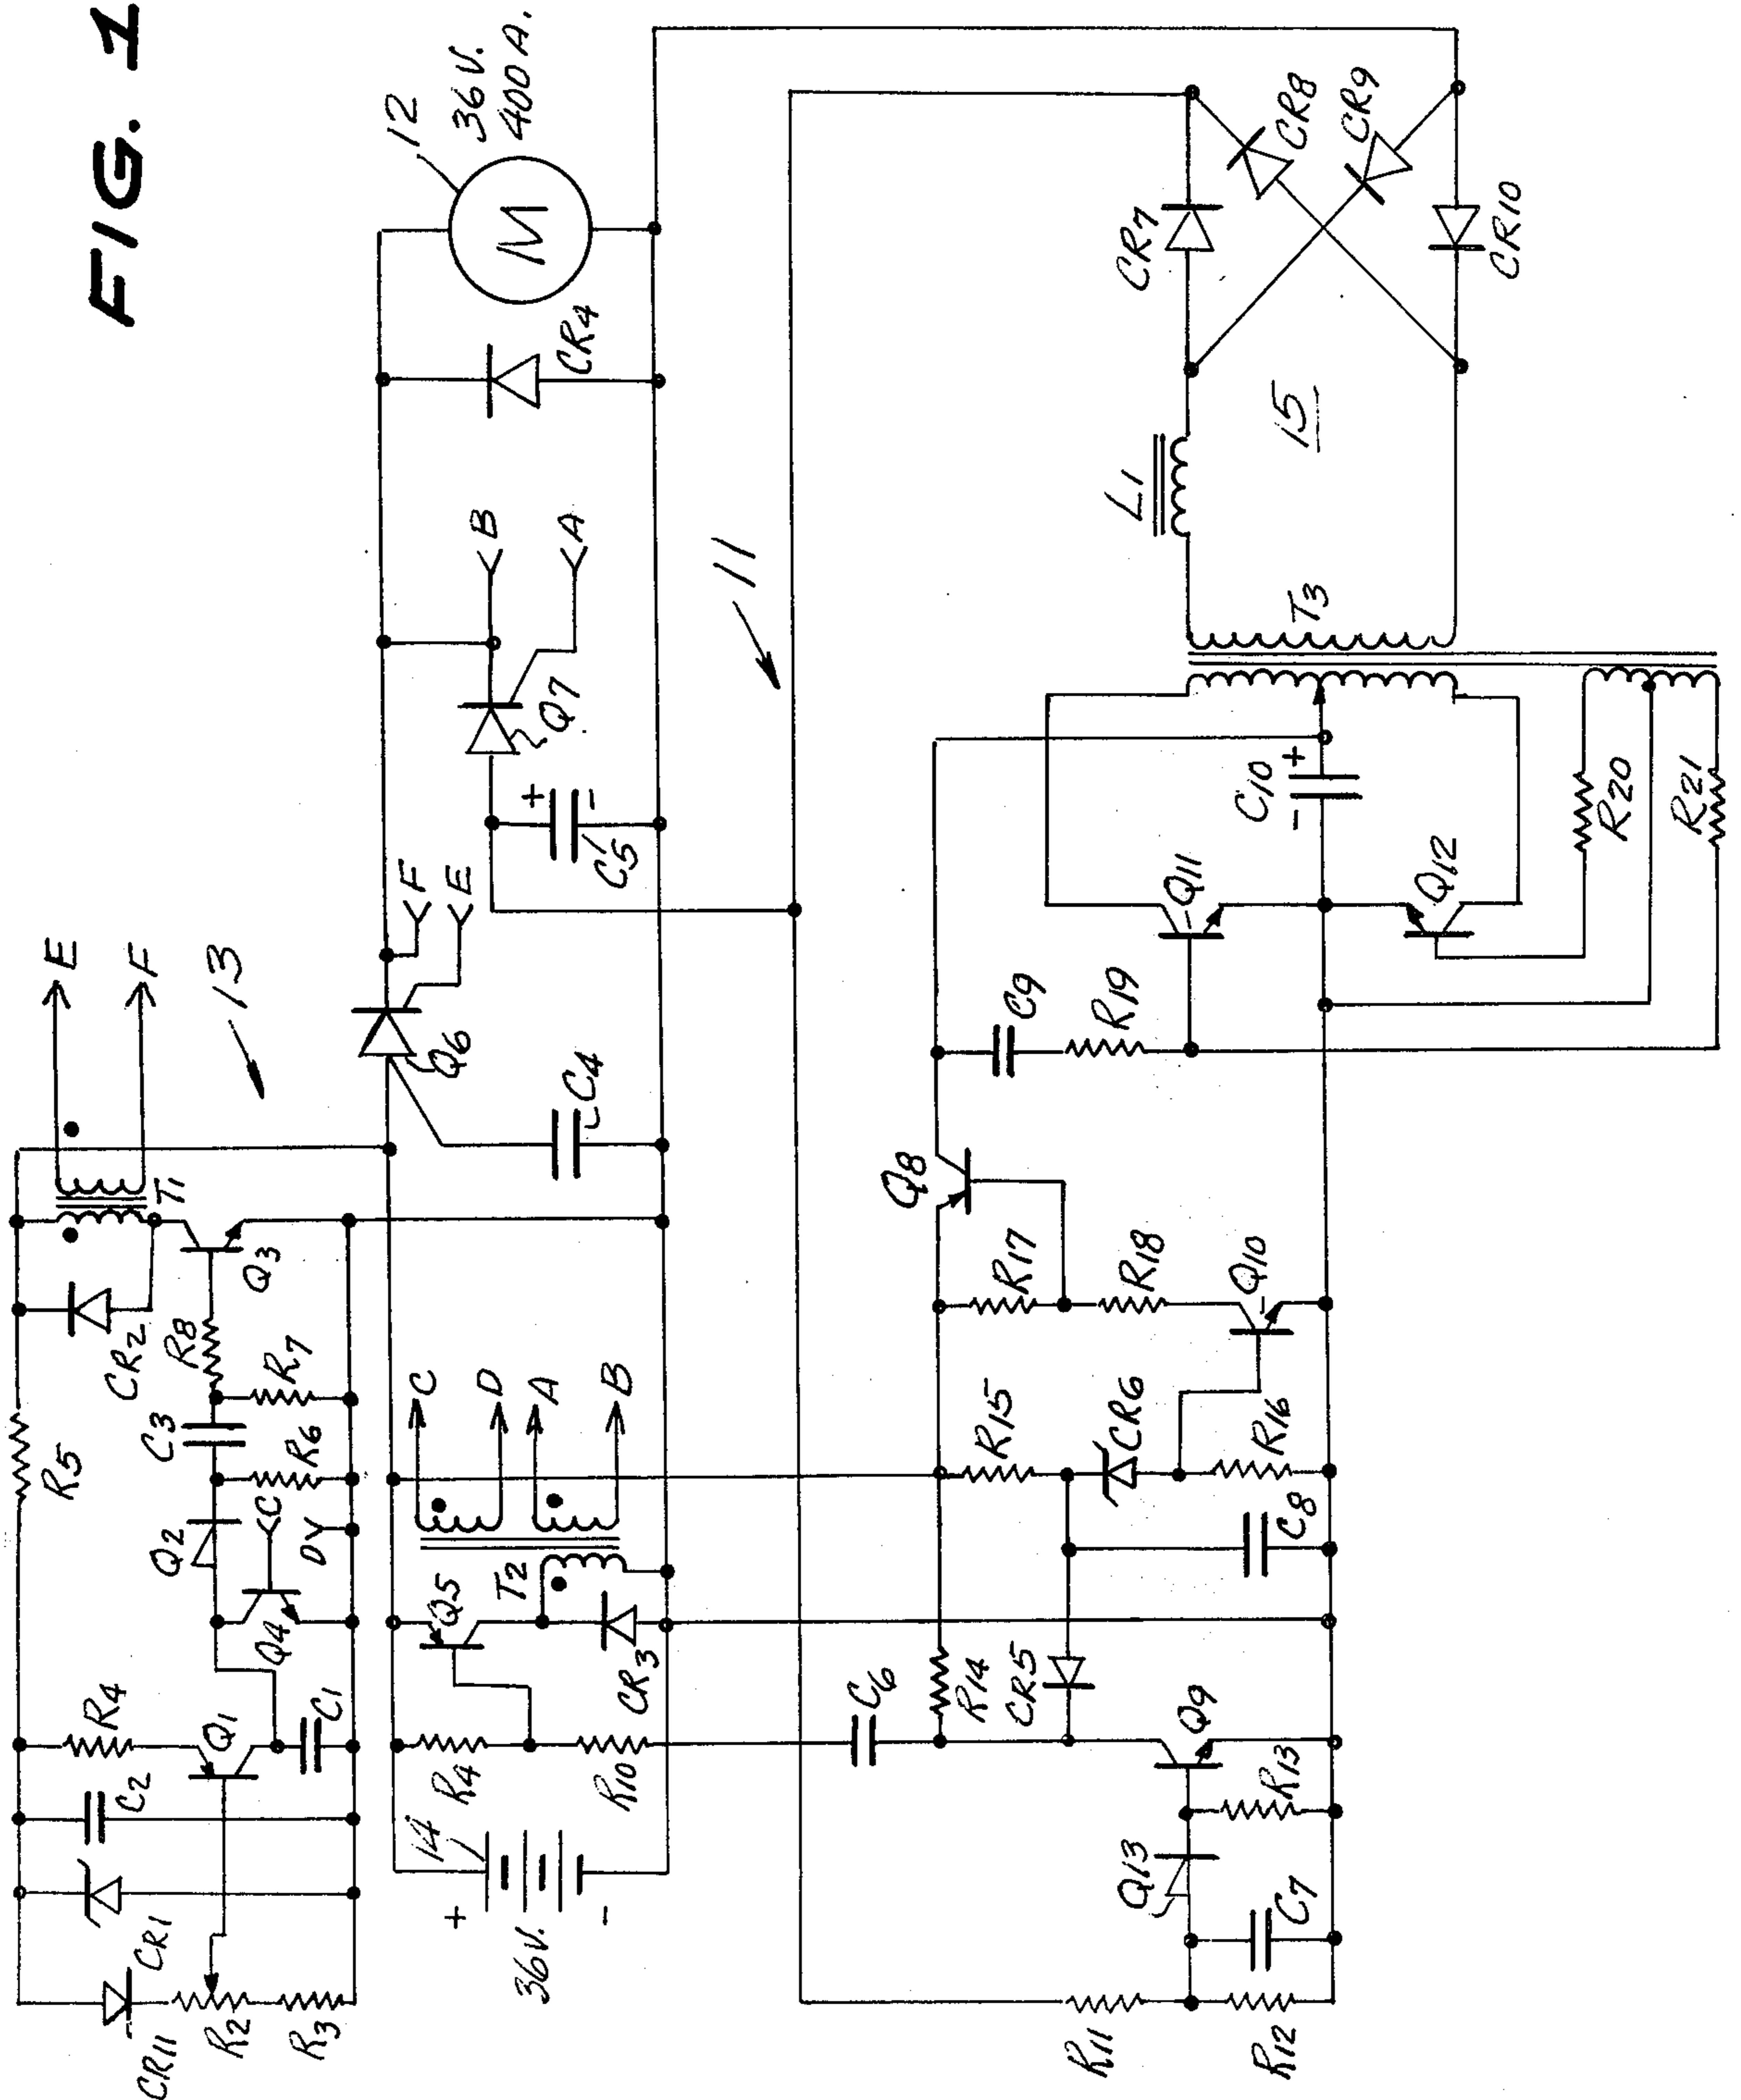 FIG. 1
12
36 V.
400 A.
M
CR4
B
A
Q7
C5
+
-
F
E
Q6
C4
E
F
13
T1
CR2
Q3
R8
R7
C3
R6
R5
Q2
C
D
Q4
R4
Q1
C1
C2
CR1
CR11
R2
R3
C
D
A
B
T2
Q5
CR3
R4
R10
14
+
-
36V.
11
CR7
CR8
CR9
CR10
L1
15
T3
C10
+
-
R20
R21
Q11
Q12
C9
R19
Q8
R17
R18
Q10
R15
CR6
R16
C8
C6
R14
CR5
Q9
R13
Q13
C7
R11
R12